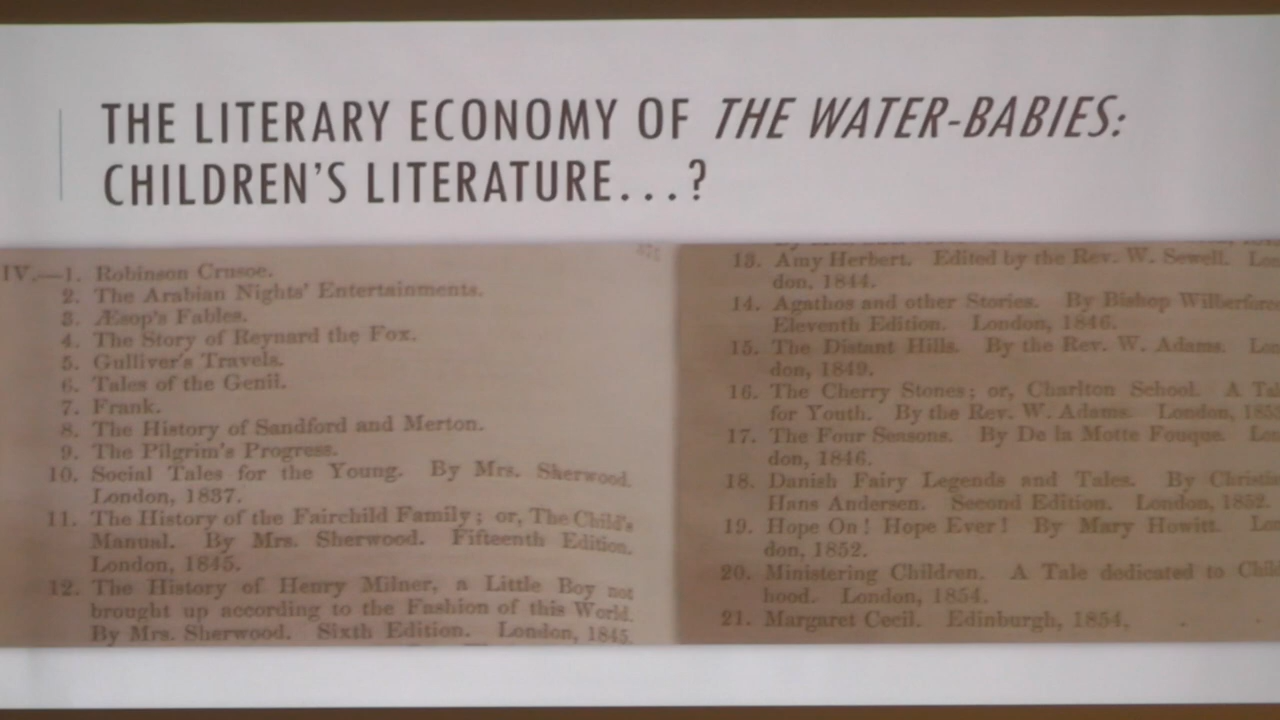 THE LITERARY ECONOMY OF THE WATER-BABIES:
CHILDREN'S LITERATURE...?
IV.—1. Robinson Crusoe.
2. The Arabian Nights' Entertainments.
3. Æsop's Fables.
4. The Story of Reynard the Fox.
5. Gulliver's Travels.
6. Tales of the Genii.
7. Frank.
8. The History of Sandford and Merton.
9. The Pilgrim's Progress.
10. Social Tales for the Young. By Mrs. Sherwood.
London, 1837.
11. The History of the Fairchild Family; or, The Child's
Manual. By Mrs. Sherwood. Fifteenth Edition.
London, 1845.
12. The History of Henry Milner, a Little Boy not
brought up according to the Fashion of this World.
By Mrs. Sherwood. Sixth Edition. London, 1845.
13. Amy Herbert. Edited by the Rev. W. Sewell. Lon
don, 1844.
14. Agathos and other Stories. By Bishop Wilberforce
Eleventh Edition. London, 1846.
15. The Distant Hills. By the Rev. W. Adams. Lon
don, 1849.
16. The Cherry Stones; or, Charlton School. A Tal
for Youth. By the Rev. W. Adams. London, 185
17. The Four Seasons. By De la Motte Fouque. Lon
don, 1846.
18. Danish Fairy Legends and Tales. By Christia
Hans Andersen. Second Edition. London, 1852.
19. Hope On! Hope Ever! By Mary Howitt. Lon
don, 1852.
20. Ministering Children. A Tale dedicated to Child
hood. London, 1854.
21. Margaret Cecil. Edinburgh, 1854,